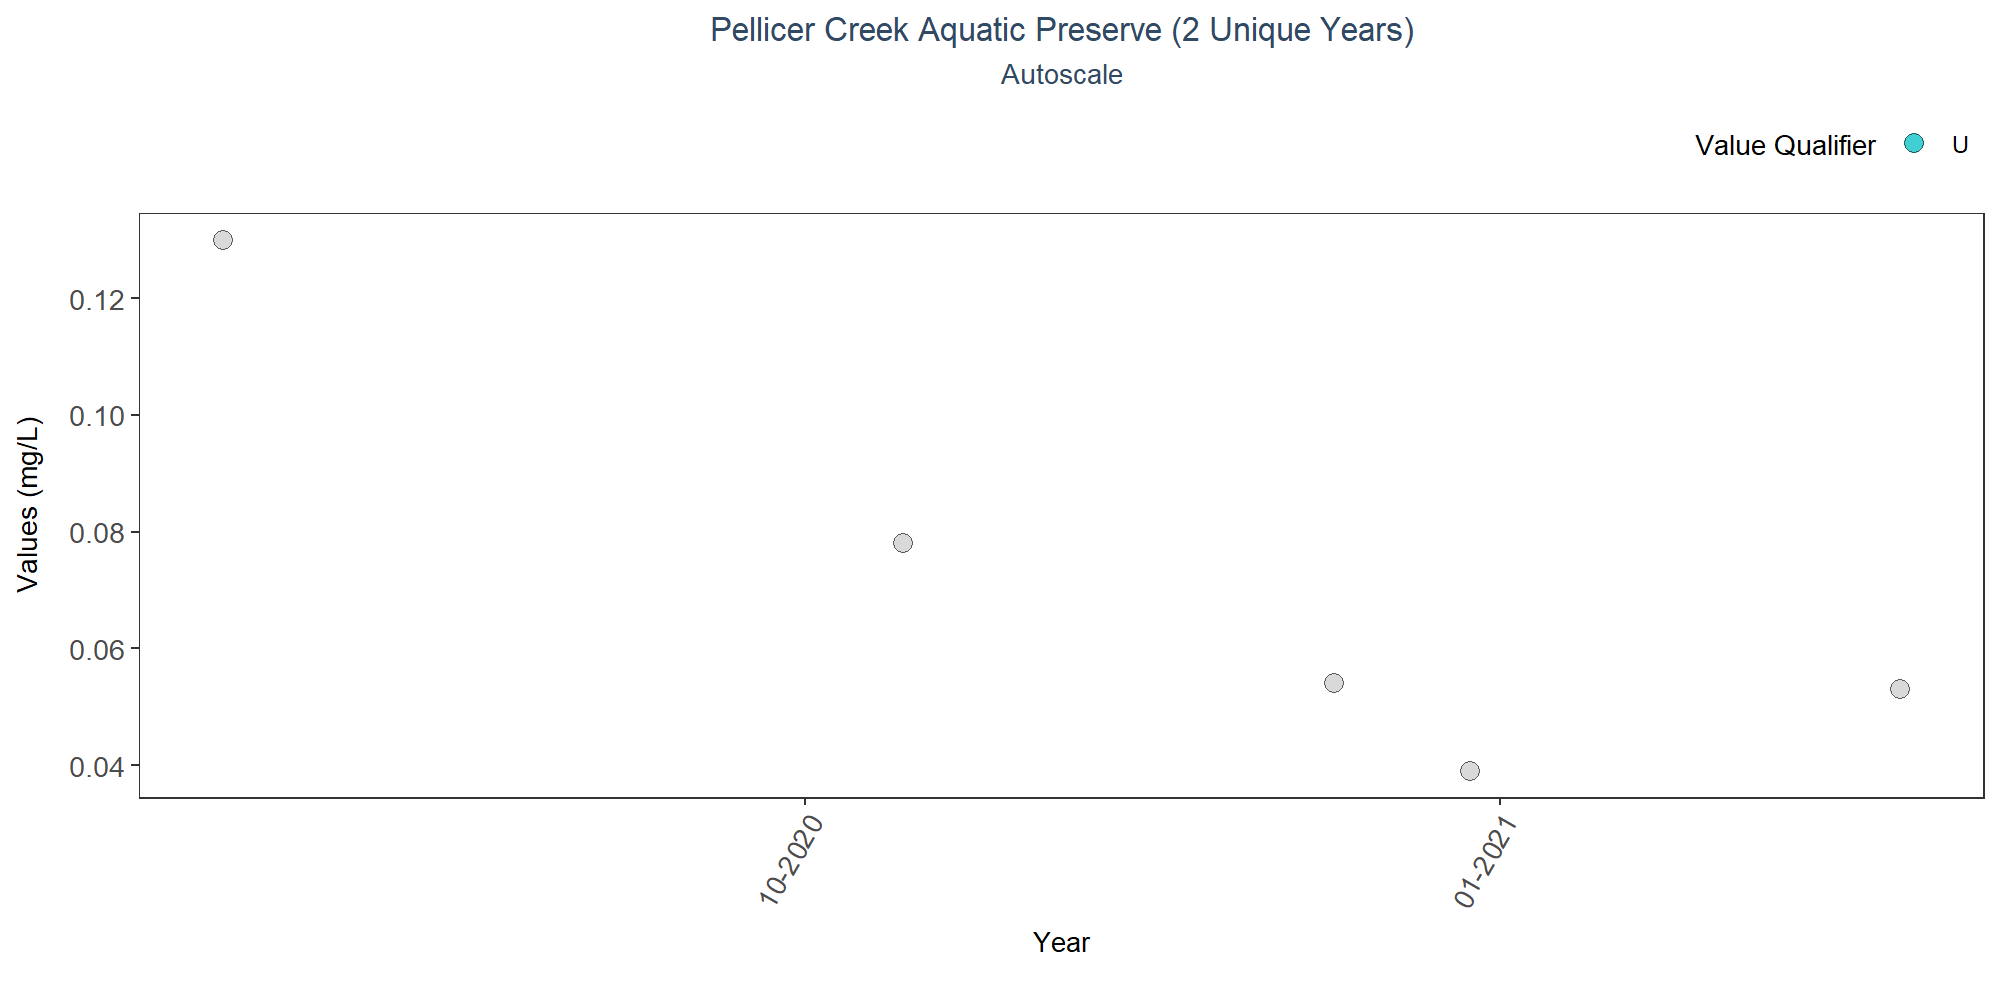 Pellicer Creek Aquatic Preserve (2 Unique Years)
Autoscale
Value Qualifier U
0.12
0.10
0.08
0.06
0.04
Values (mg/L)
10-2020
01-2021
Year